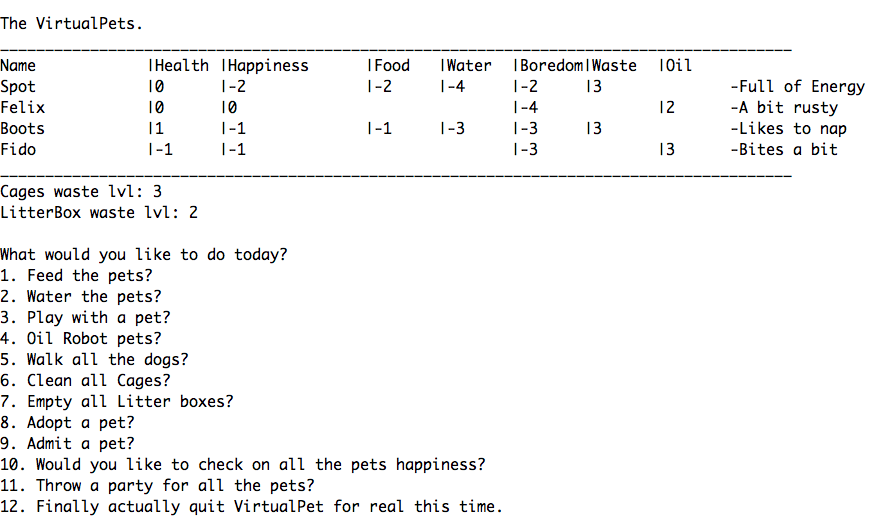 The VirtualPets.
________________________________________________________________________________________
Name            |Health |Happiness      |Food   |Water  |Boredom|Waste  |Oil
Spot            |0      |-2             |-2     |-4     |-2     |3              -Full of Energy
Felix           |0      |0                              |-4             |2      -A bit rusty
Boots           |1      |-1             |-1     |-3     |-3     |3              -Likes to nap
Fido            |-1     |-1                             |-3             |3      -Bites a bit
________________________________________________________________________________________
Cages waste lvl: 3
LitterBox waste lvl: 2
What would you like to do today?
1. Feed the pets?
2. Water the pets?
3. Play with a pet?
4. Oil Robot pets?
5. Walk all the dogs?
6. Clean all Cages?
7. Empty all Litter boxes?
8. Adopt a pet?
9. Admit a pet?
10. Would you like to check on all the pets happiness?
11. Throw a party for all the pets?
12. Finally actually quit VirtualPet for real this time.